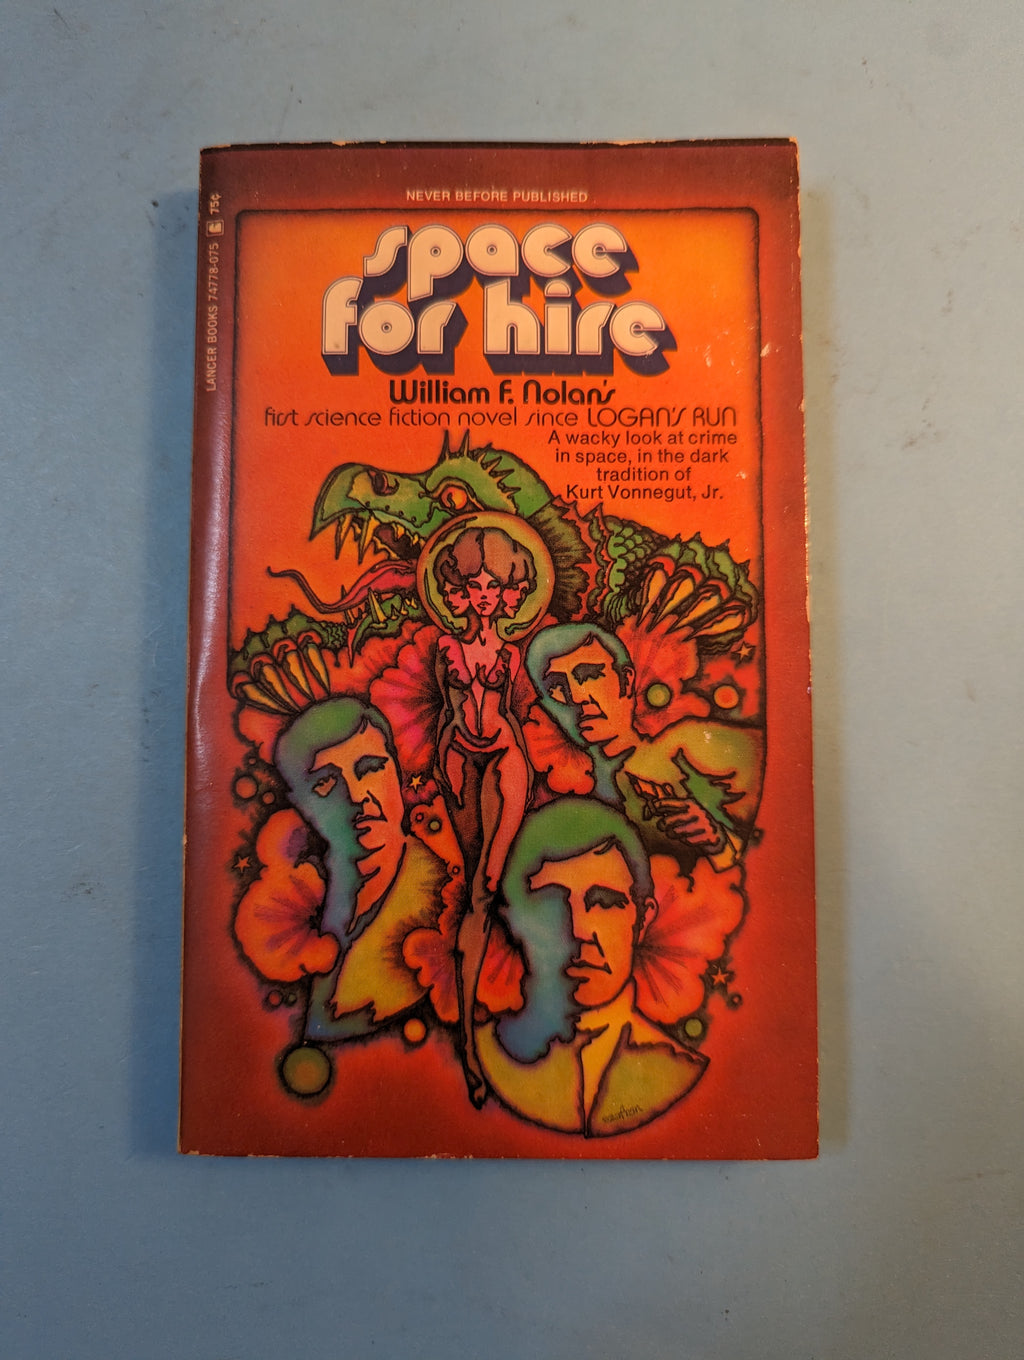 NEVER BEFORE PUBLISHED
space
for hire
William F. Nolan's
first science fiction novel since LOGAN'S RUN
A wacky look at crime
in space, in the dark
tradition of
Kurt Vonnegut, Jr.
LANCER BOOKS 74778-075 75¢